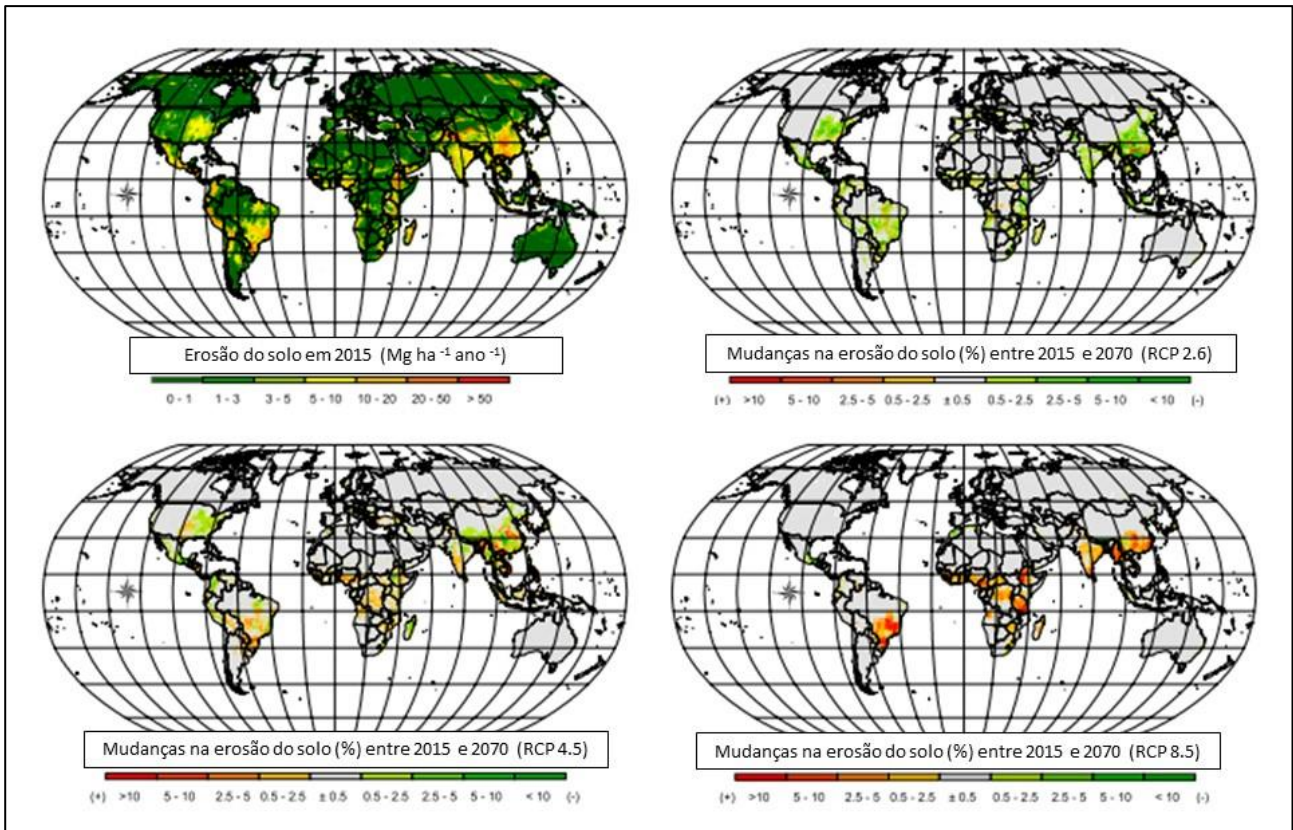 Erosão do solo em 2015 (Mg ha -1 ano -1)
0 - 1 1 - 3 3 - 5 5 - 10 10 - 20 20 - 50 > 50
Mudanças na erosão do solo (%) entre 2015 e 2070 (RCP 2.6)
(+) >10 5 - 10 2.5 - 5 0.5 - 2.5 ± 0.5 0.5 - 2.5 2.5 - 5 5 - 10 < 10 (-)
Mudanças na erosão do solo (%) entre 2015 e 2070 (RCP 4.5)
(+) >10 5 - 10 2.5 - 5 0.5 - 2.5 ± 0.5 0.5 - 2.5 2.5 - 5 5 - 10 < 10 (-)
Mudanças na erosão do solo (%) entre 2015 e 2070 (RCP 8.5)
(+) >10 5 - 10 2.5 - 5 0.5 - 2.5 ± 0.5 0.5 - 2.5 2.5 - 5 5 - 10 < 10 (-)